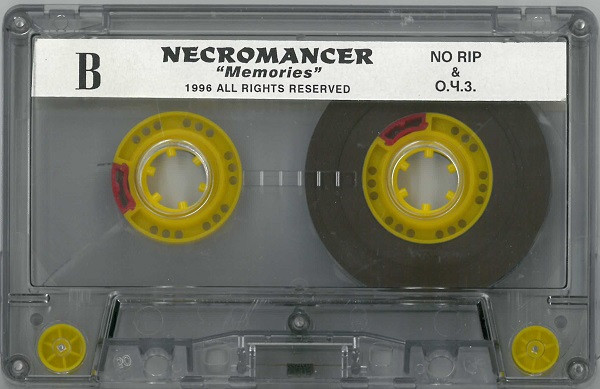 B
NECROMANCER
"Memories"
1996 ALL RIGHTS RESERVED
NO RIP
&
О.Ч.З.